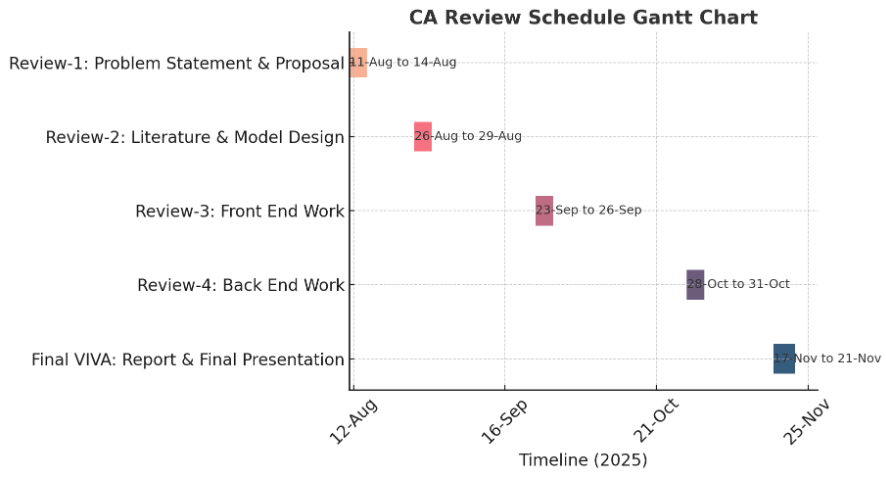 CA Review Schedule Gantt Chart
Review-1: Problem Statement & Proposal
11-Aug to 14-Aug
Review-2: Literature & Model Design
26-Aug to 29-Aug
Review-3: Front End Work
23-Sep to 26-Sep
Review-4: Back End Work
28-Oct to 31-Oct
Final VIVA: Report & Final Presentation
17-Nov to 21-Nov
12-Aug
16-Sep
21-Oct
25-Nov
Timeline (2025)